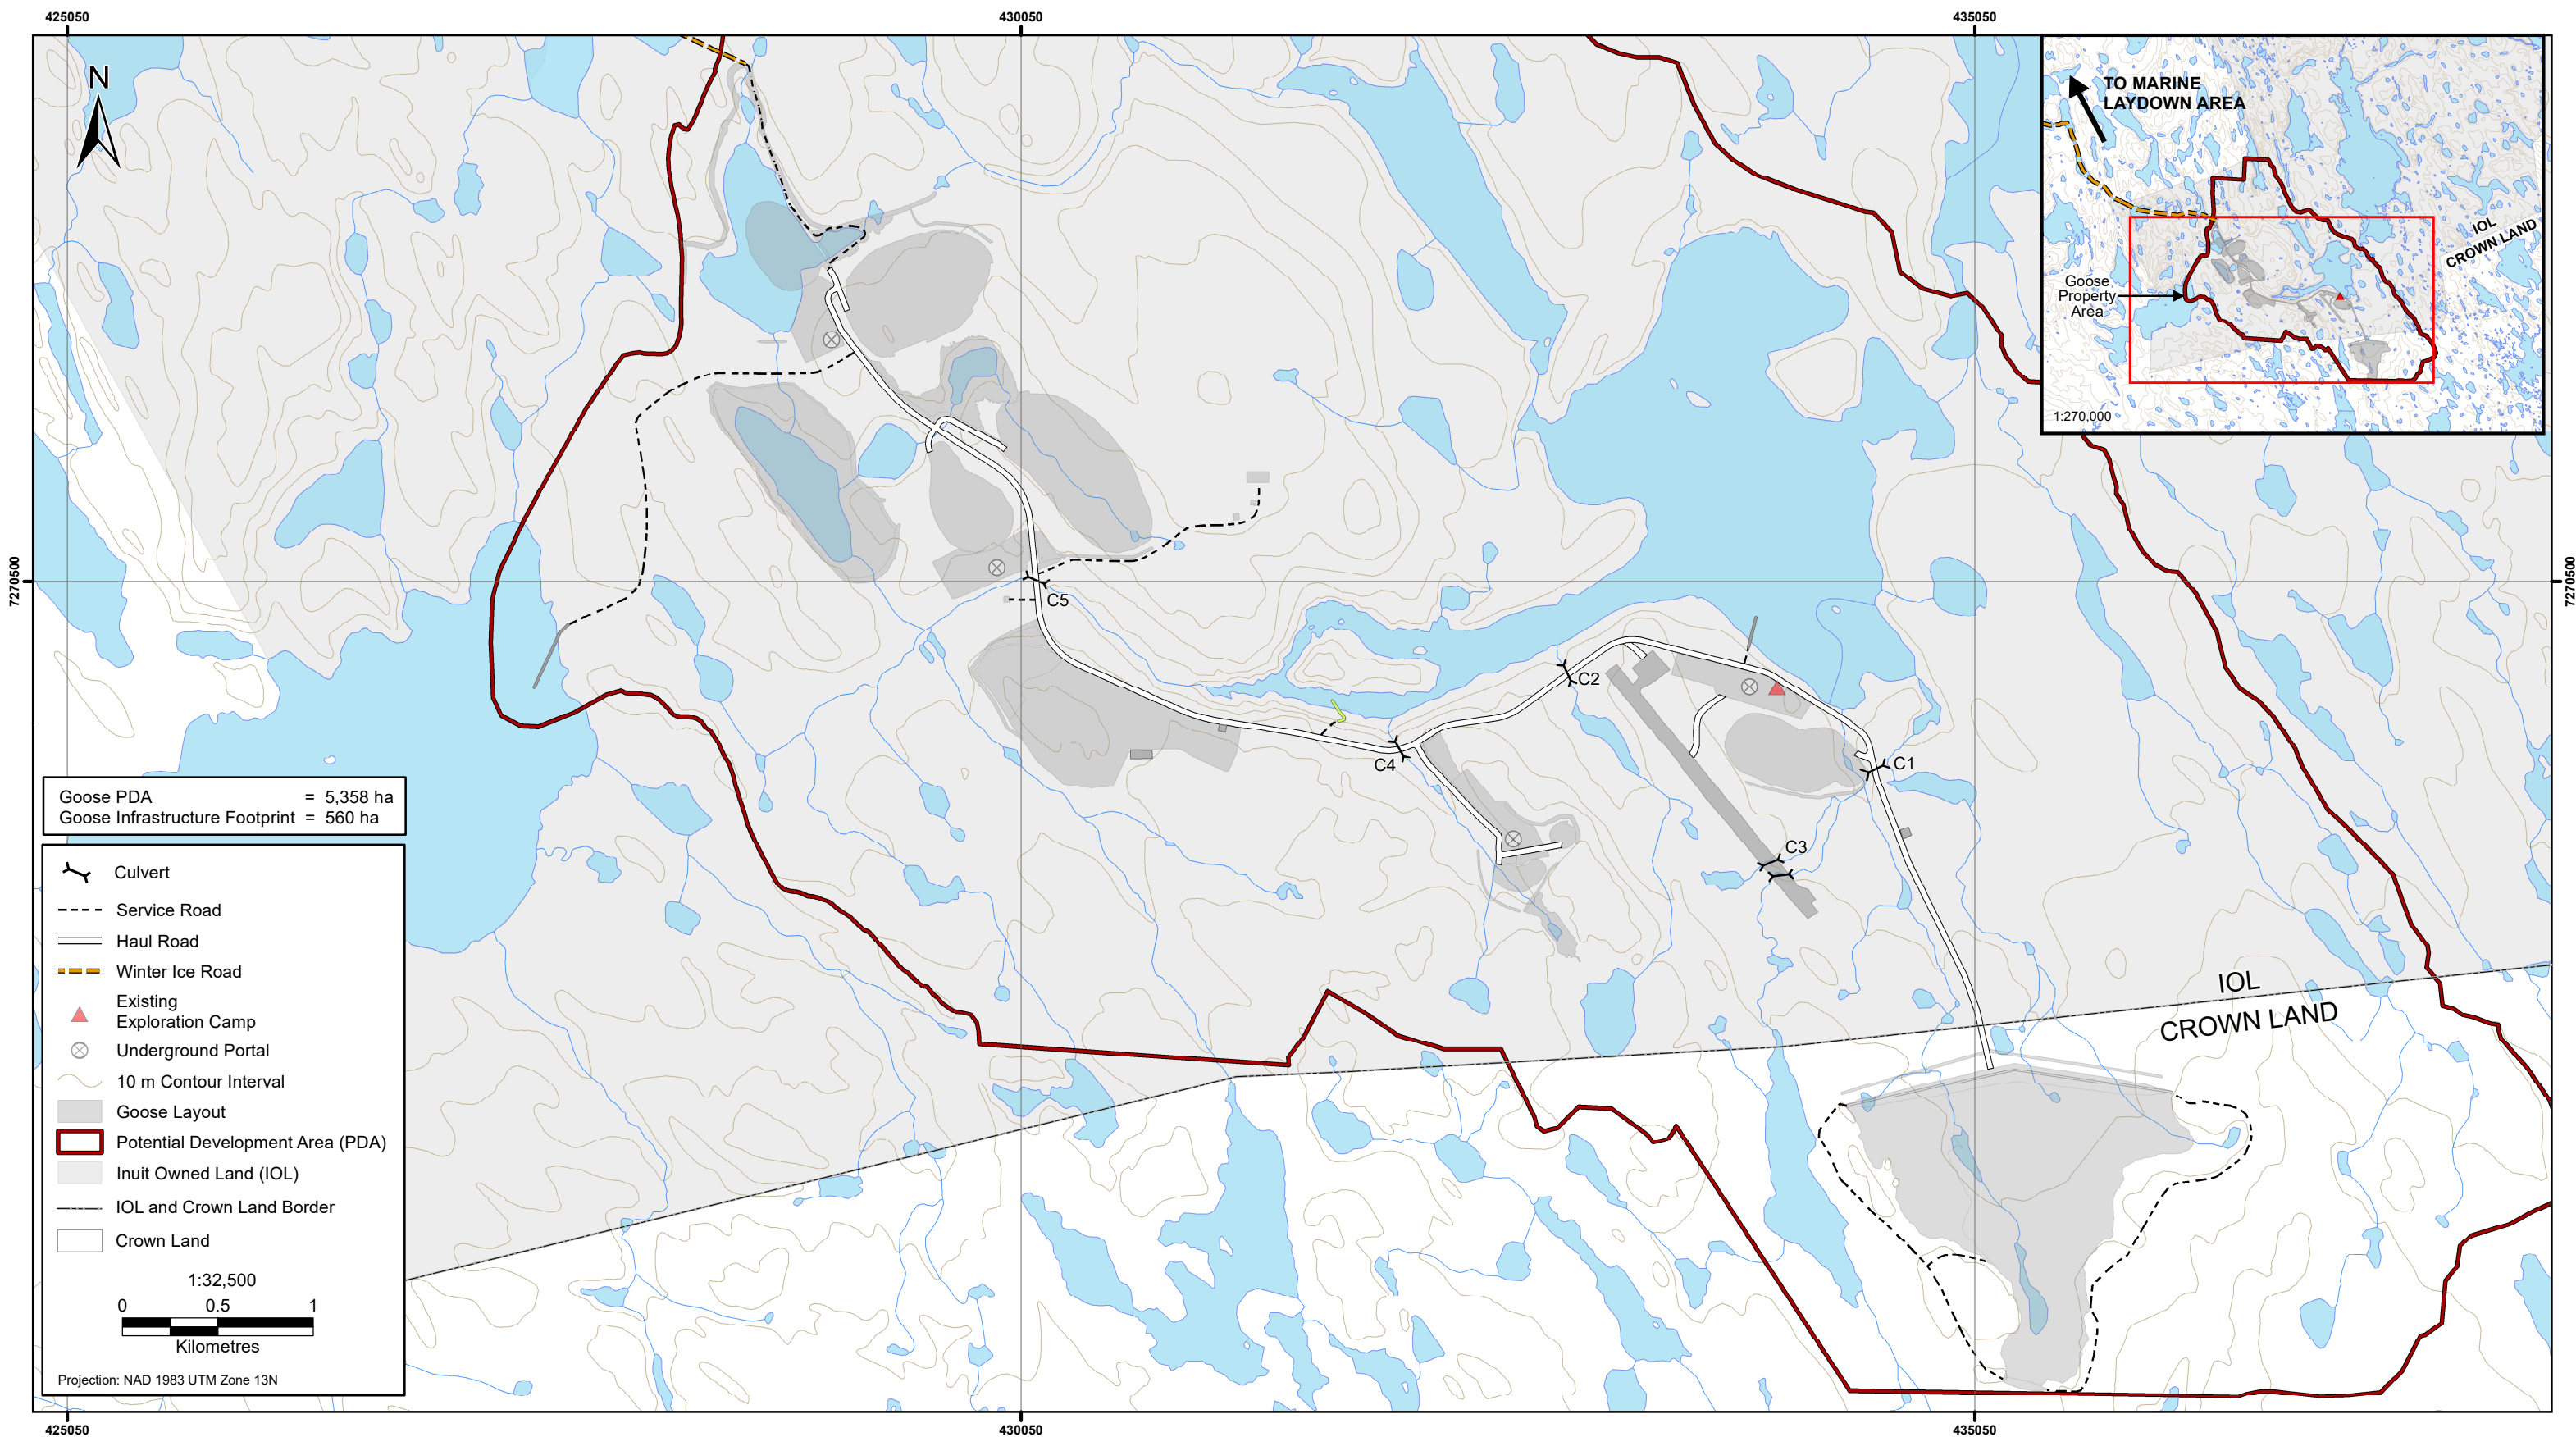 425050
430050
435050
N
TO MARINE
LAYDOWN AREA
IOL
CROWN LAND
Goose
Property
Area
1:270,000
7270500
7270500
C5
C2
C4
C1
C3
IOL
CROWN LAND
Goose PDA = 5,358 ha
Goose Infrastructure Footprint = 560 ha
Culvert
Service Road
Haul Road
Winter Ice Road
Existing
Exploration Camp
Underground Portal
10 m Contour Interval
Goose Layout
Potential Development Area (PDA)
Inuit Owned Land (IOL)
IOL and Crown Land Border
Crown Land
1:32,500
0 0.5 1
Kilometres
Projection: NAD 1983 UTM Zone 13N
425050
430050
435050